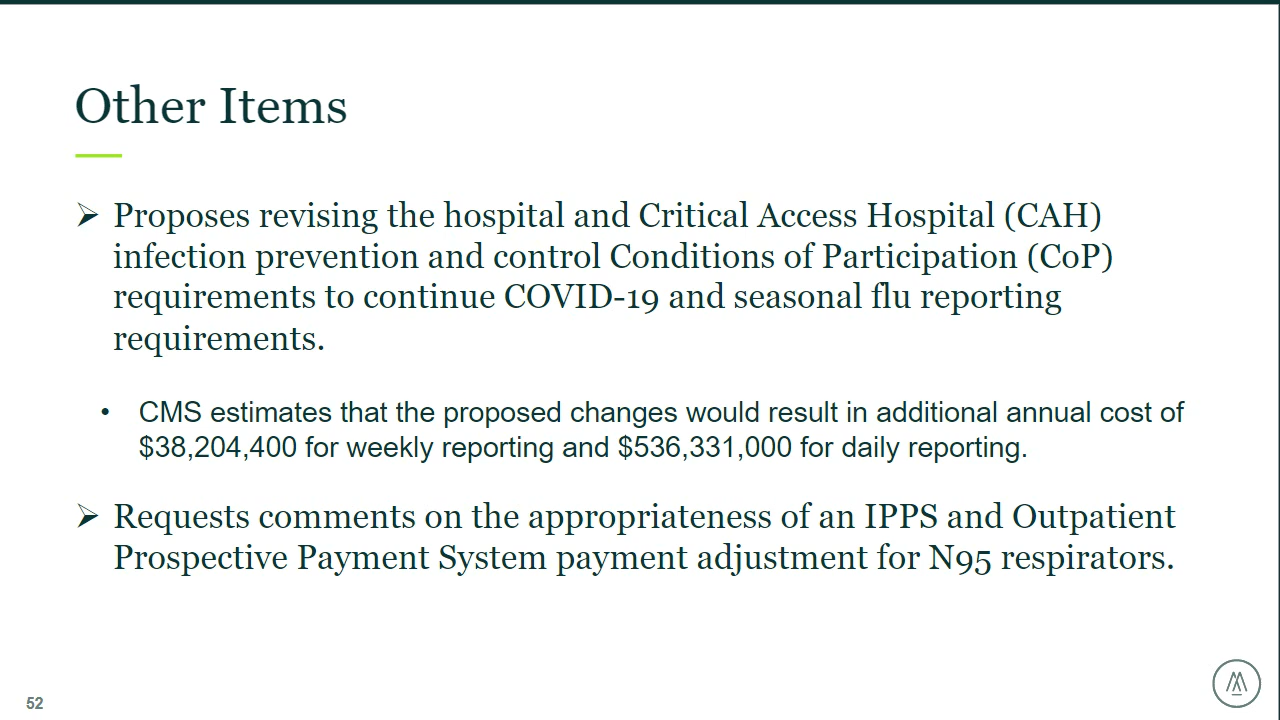 Other Items
➢ Proposes revising the hospital and Critical Access Hospital (CAH)
infection prevention and control Conditions of Participation (CoP)
requirements to continue COVID-19 and seasonal flu reporting
requirements.
• CMS estimates that the proposed changes would result in additional annual cost of
$38,204,400 for weekly reporting and $536,331,000 for daily reporting.
➢ Requests comments on the appropriateness of an IPPS and Outpatient
Prospective Payment System payment adjustment for N95 respirators.
52